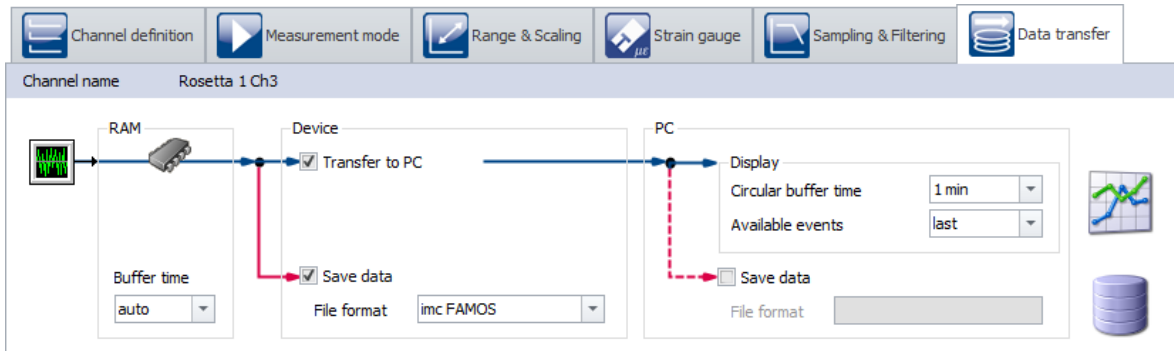 Channel definition
Measurement mode
Range & Scaling
με
Strain gauge
Sampling & Filtering
Data transfer
Channel name Rosetta 1 Ch3
RAM
Device
PC
Transfer to PC
Display
Circular buffer time 1 min
Available events last
Buffer time
auto
Save data
File format imc FAMOS
Save data
File format